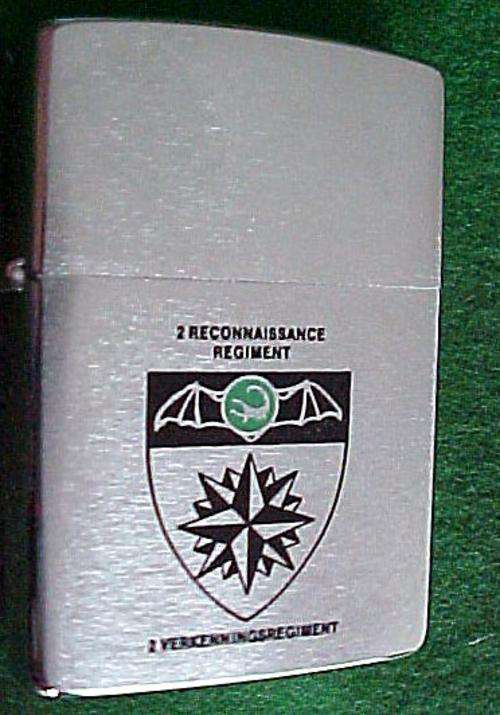 2 RECONNAISSANCE
REGIMENT
2 VERKENNINGSREGIMENT